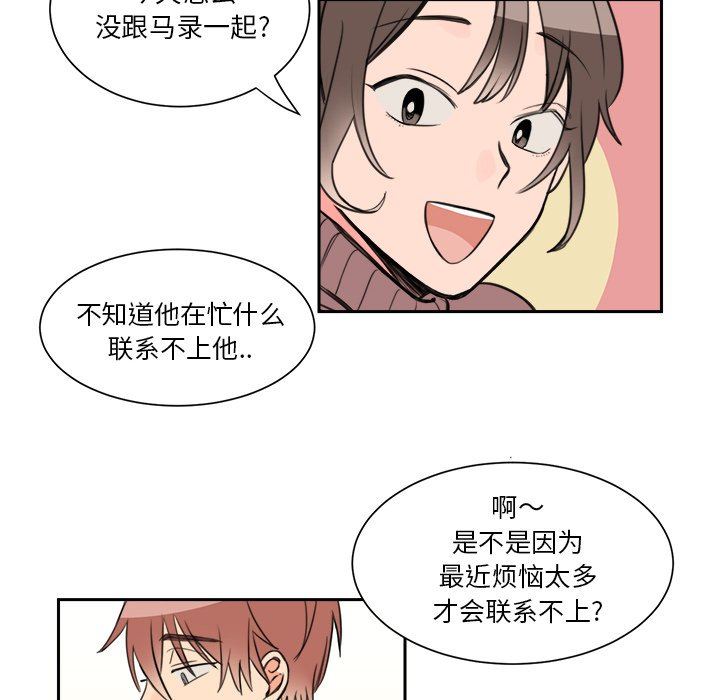 没跟马录一起?
不知道他在忙什么
联系不上他..
啊～
是不是因为
最近烦恼太多
才会联系不上?